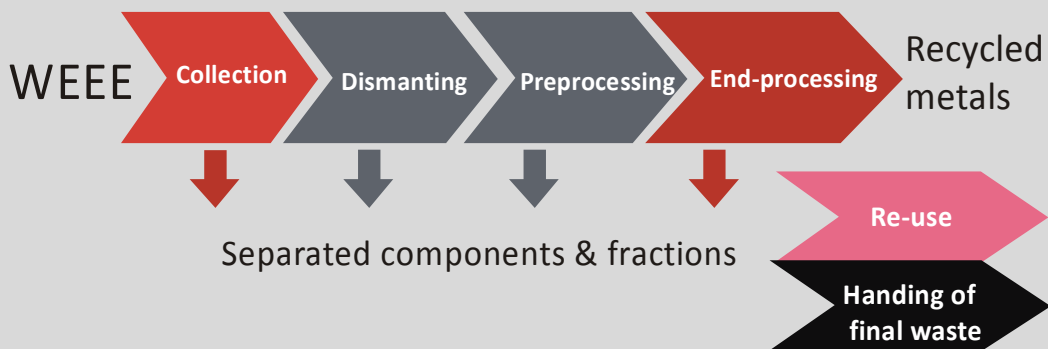 WEEE
Collection
Dismanting
Preprocessing
End-processing
Recycled
metals
Separated components & fractions
Re-use
Handing of
final waste